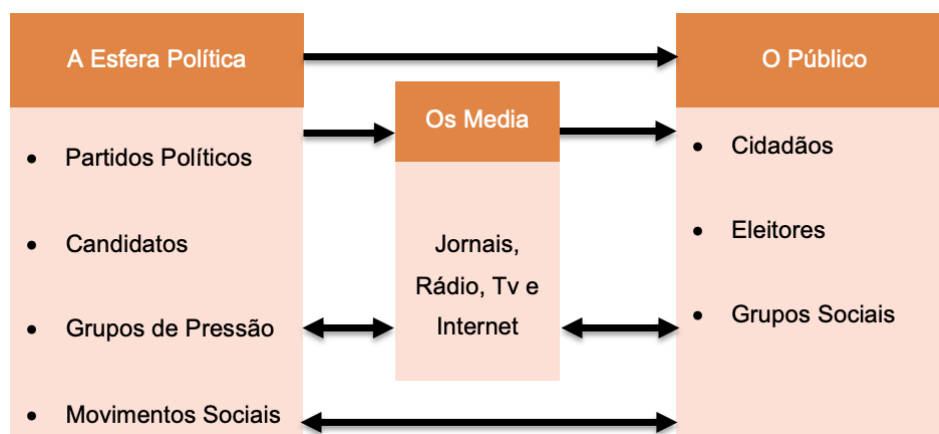 A Esfera Política
Partidos Políticos
Candidatos
Grupos de Pressão
Movimentos Sociais
Os Media
Jornais,
Rádio, Tv e
Internet
O Público
Cidadãos
Eleitores
Grupos Sociais